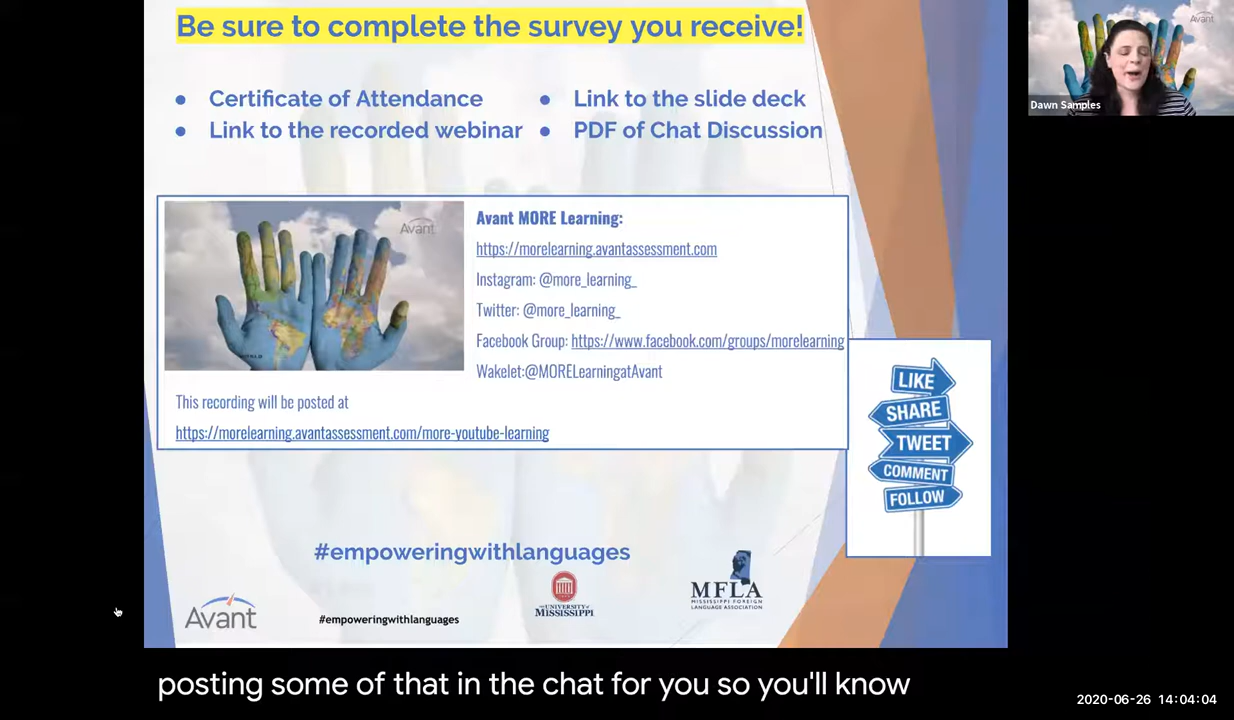 Be sure to complete the survey you receive!
● Certificate of Attendance
● Link to the recorded webinar
● Link to the slide deck
● PDF of Chat Discussion
Avant
Avant MORE Learning:
https://morelearning.avantassessment.com
Instagram: @more_learning_
Twitter: @more_learning_
Facebook Group: https://www.facebook.com/groups/morelearning
Wakelet:@MORELearningatAvant
This recording will be posted at
https://morelearning.avantassessment.com/more-youtube-learning
LIKE
SHARE
TWEET
COMMENT
FOLLOW
#empoweringwithlanguages
Avant
#empoweringwithlanguages
THE UNIVERSITY of
MISSISSIPPI
MFLA
MISSISSIPPI FOREIGN
LANGUAGE ASSOCIATION
Avant
Dawn Samples
posting some of that in the chat for you so you'll know
2020-06-26 14:04:04